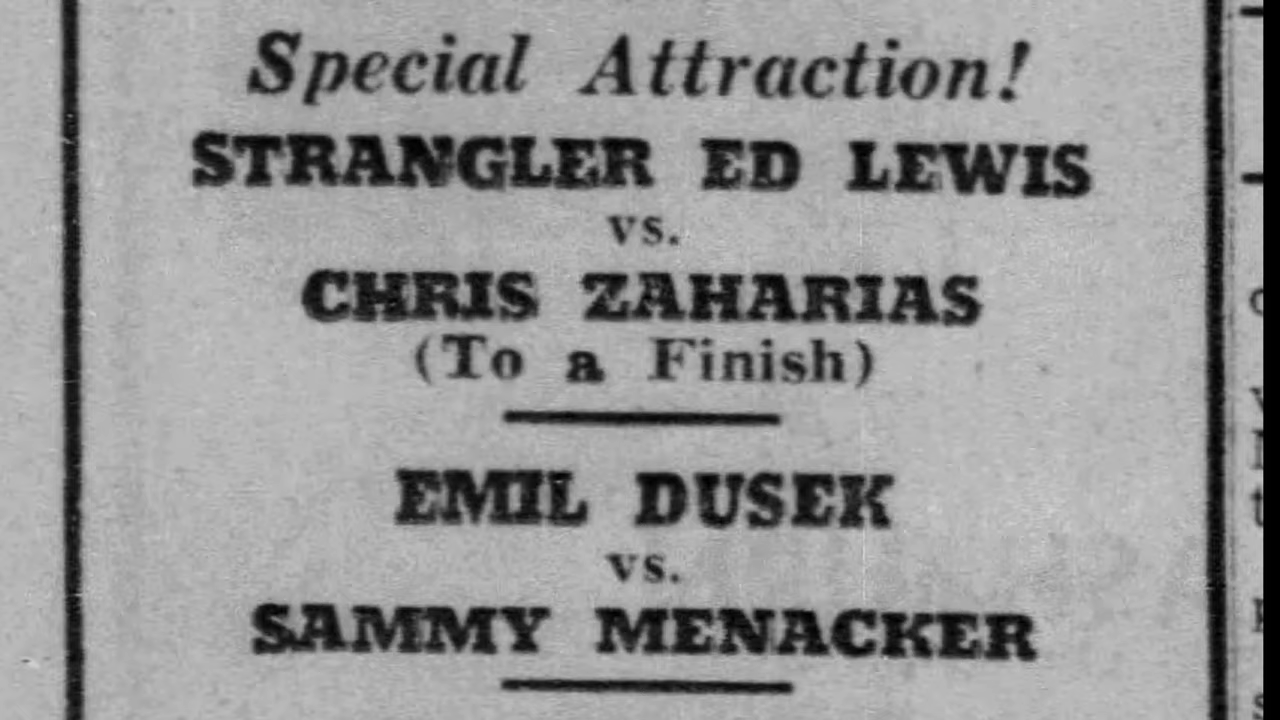 Special Attraction!
STRANGLER ED LEWIS
vs.
CHRIS ZAHARIAS
(To a Finish)
EMIL DUSEK
vs.
SAMMY MENACKER